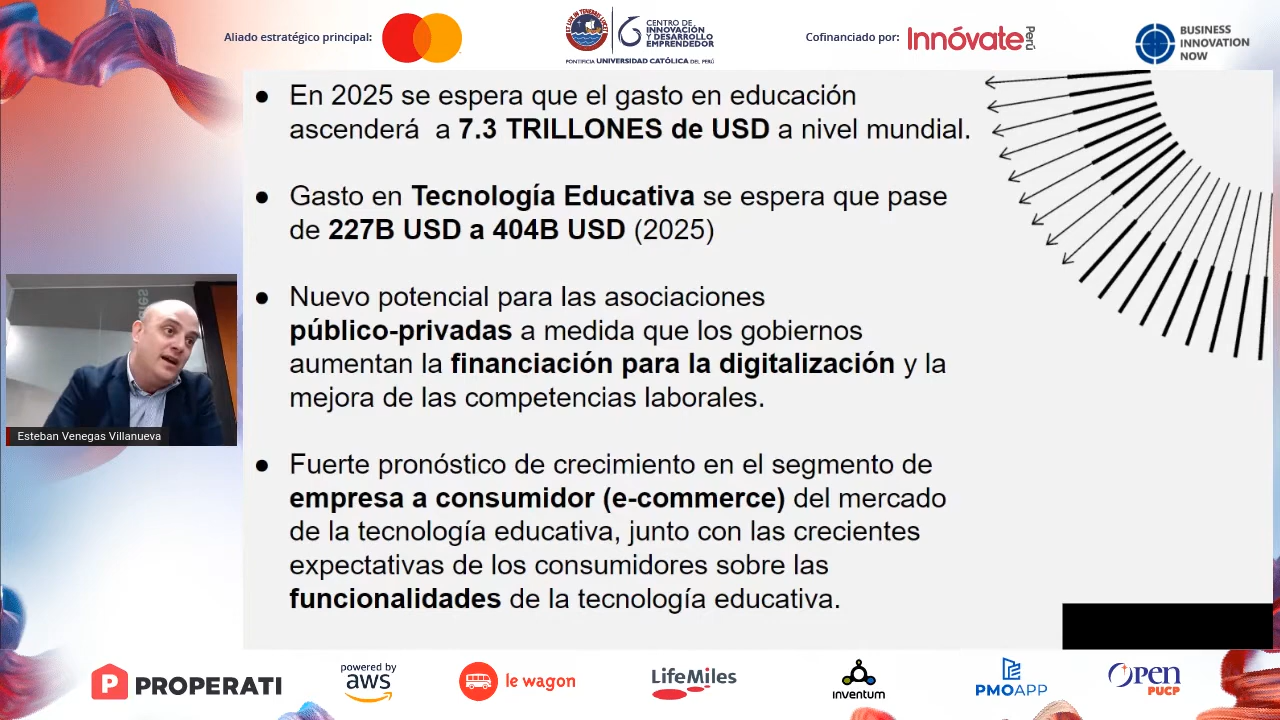 Aliado estratégico principal:
CENTRO DE
INNOVACIÓN
Y DESARROLLO
EMPRENDEDOR
PONTIFICIA UNIVERSIDAD CATÓLICA DEL PERÚ
Cofinanciado por:
Innóvate Perú
BUSINESS
INNOVATION
NOW
● En 2025 se espera que el gasto en educación
ascenderá a 7.3 TRILLONES de USD a nivel mundial.
● Gasto en Tecnología Educativa se espera que pase
de 227B USD a 404B USD (2025)
● Nuevo potencial para las asociaciones
público-privadas a medida que los gobiernos
aumentan la financiación para la digitalización y la
mejora de las competencias laborales.
● Fuerte pronóstico de crecimiento en el segmento de
empresa a consumidor (e-commerce) del mercado
de la tecnología educativa, junto con las crecientes
expectativas de los consumidores sobre las
funcionalidades de la tecnología educativa.
Esteban Venegas Villanueva
PROPERATI
powered by
aws
le wagon
LifeMiles
INVENTUM
PMOAPP
OPEN
PUCP